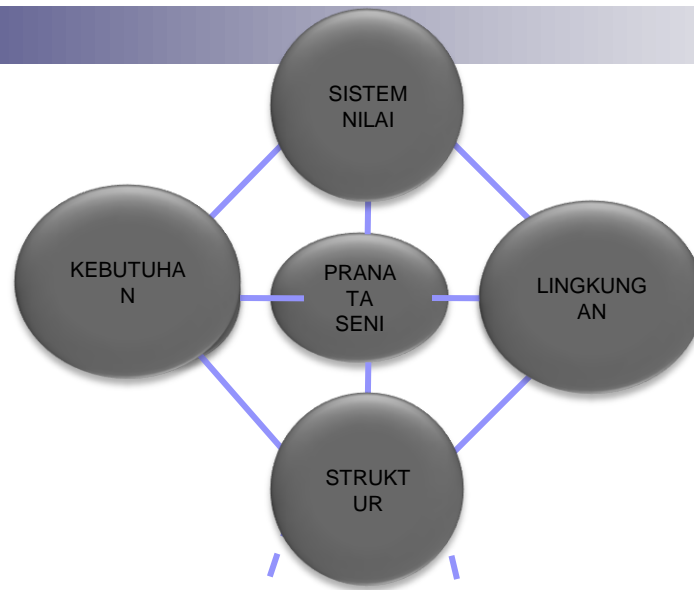 SISTEM
NILAI
KEBUTUHA
N
PRANA
TA
SENI
LINGKUNG
AN
STRUKT
UR